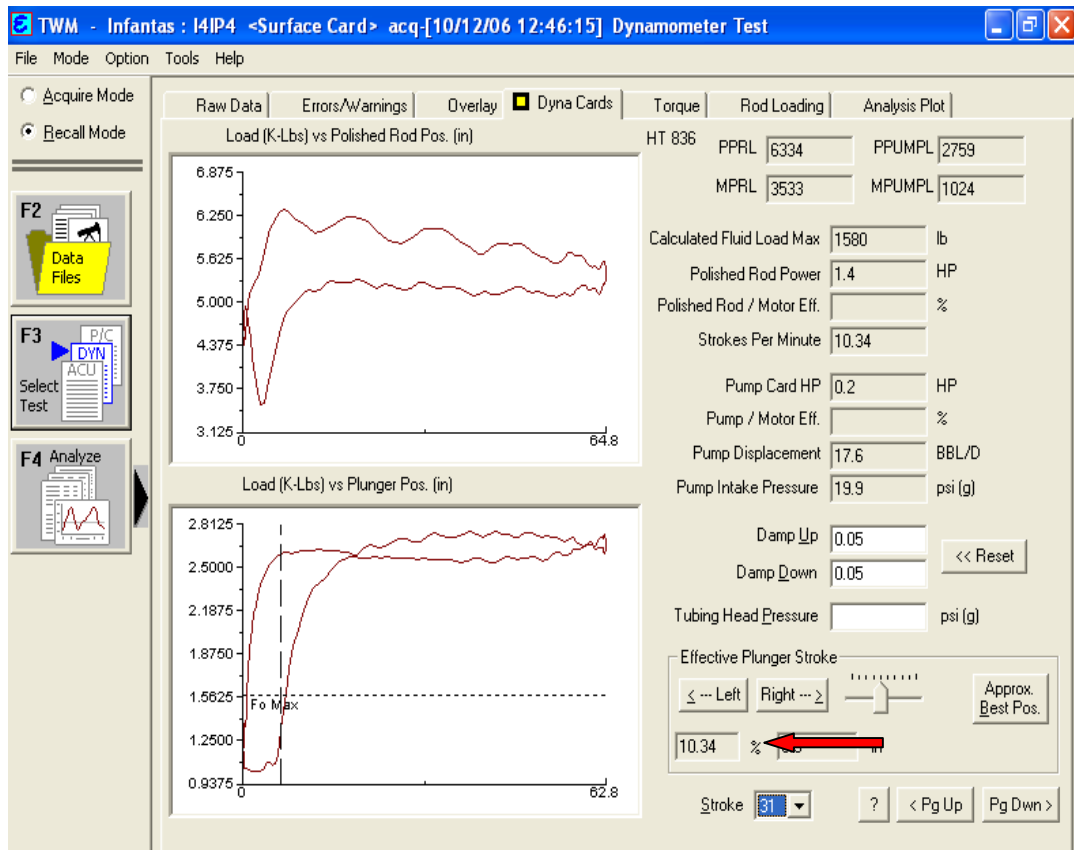 TWM - Infantas : I4IP4 <Surface Card> acq-[10/12/06 12:46:15] Dynamometer Test
File Mode Option Tools Help
Acquire Mode
Recall Mode
F2
Data
Files
F3
P/C
DYN
ACU
Select
Test
F4 Analyze
Raw Data Errors/Warnings Overlay Dyna Cards Torque Rod Loading Analysis Plot
Load (K-Lbs) vs Polished Rod Pos. (in)
6.875
6.250
5.625
5.000
4.375
3.750
3.125
0 64.8
Load (K-Lbs) vs Plunger Pos. (in)
2.8125
2.5000
2.1875
1.8750
1.5625
Fo Max
1.2500
0.9375
0 62.8
HT 836
PPRL 6334 PPUMPL 2759
MPRL 3533 MPUMPL 1024
Calculated Fluid Load Max 1580 lb
Polished Rod Power 1.4 HP
Polished Rod / Motor Eff. %
Strokes Per Minute 10.34
Pump Card HP 0.2 HP
Pump / Motor Eff. %
Pump Displacement 17.6 BBL/D
Pump Intake Pressure 19.9 psi (g)
Damp Up 0.05
Damp Down 0.05
<< Reset
Tubing Head Pressure psi (g)
Effective Plunger Stroke
< --- Left Right --- >
Approx.
Best Pos.
10.34 % in
Stroke 31 ? < Pg Up Pg Dwn >